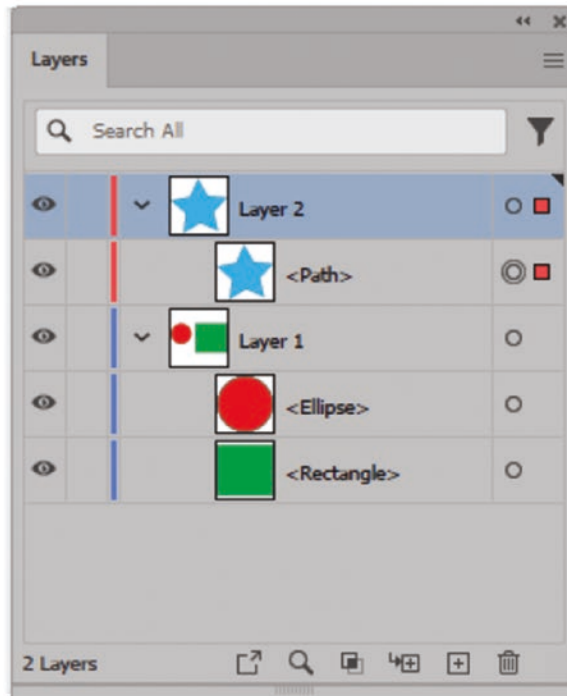 Layers
Search All
Layer 2
<Path>
Layer 1
<Ellipse>
<Rectangle>
2 Layers